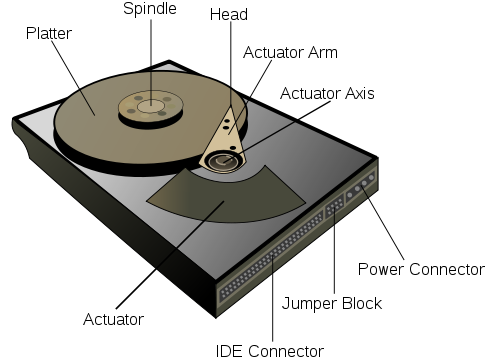 Spindle
Head
Platter
Actuator Arm
Actuator Axis
Power Connector
Jumper Block
Actuator
IDE Connector